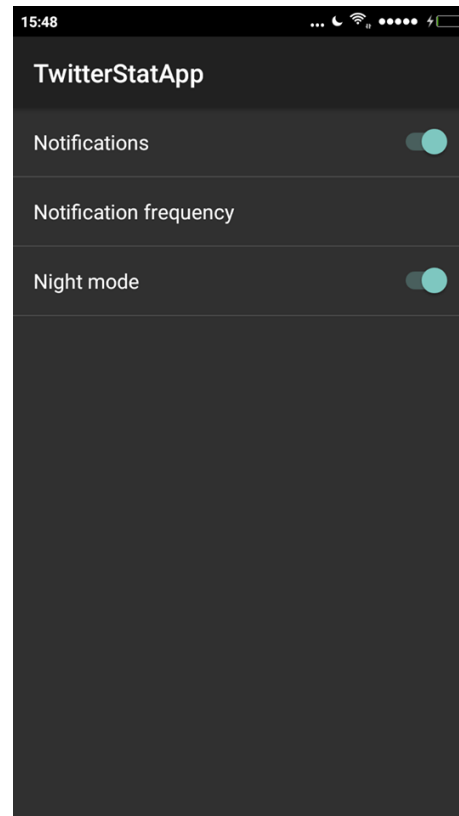 15:48
TwitterStatApp
Notifications
Notification frequency
Night mode